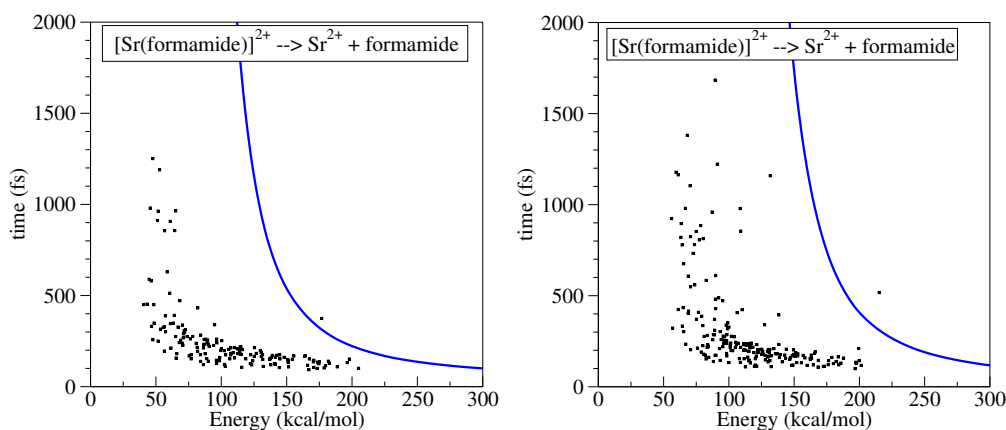 [Sr(formamide)]2+ --> Sr2+ + formamide
2000
1500
1000
500
0
time (fs)
0 50 100 150 200 250 300
Energy (kcal/mol)
[Sr(formamide)]2+ --> Sr2+ + formamide
2000
1500
1000
500
0
time (fs)
0 50 100 150 200 250 300
Energy (kcal/mol)